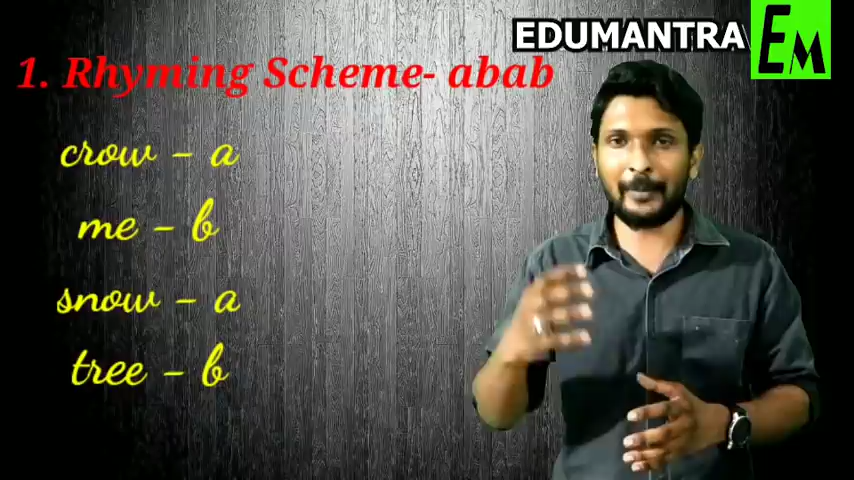 EDUMANTRA
EM
1. Rhyming Scheme- abab
crow - a
me - b
snow - a
tree - b